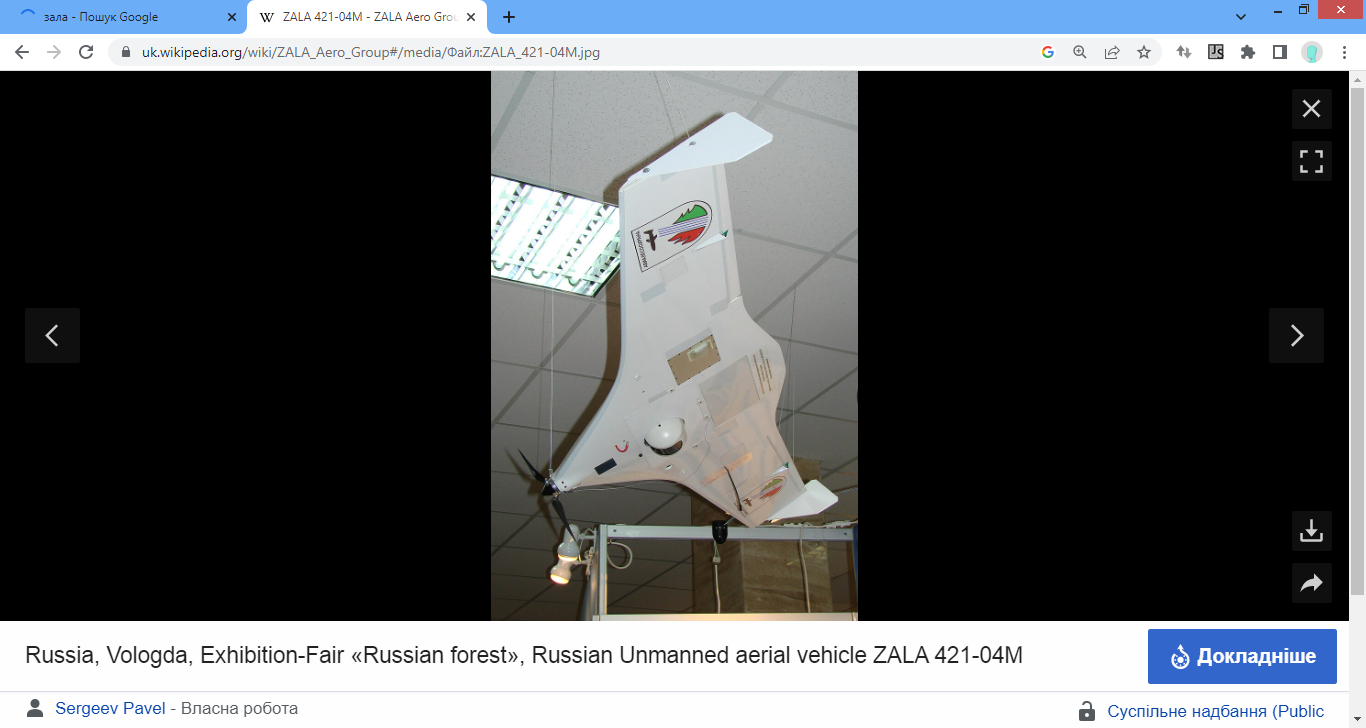 зала - Пошук Google
ZALA 421-04M - ZALA Aero Gro
uk.wikipedia.org/wiki/ZALA_Aero_Group#/media/Файл:ZALA_421-04M.jpg
JS
Russia, Vologda, Exhibition-Fair «Russian forest», Russian Unmanned aerial vehicle ZALA 421-04M
Докладніше
Sergeev Pavel - Власна робота
Суспільне надбання (Public